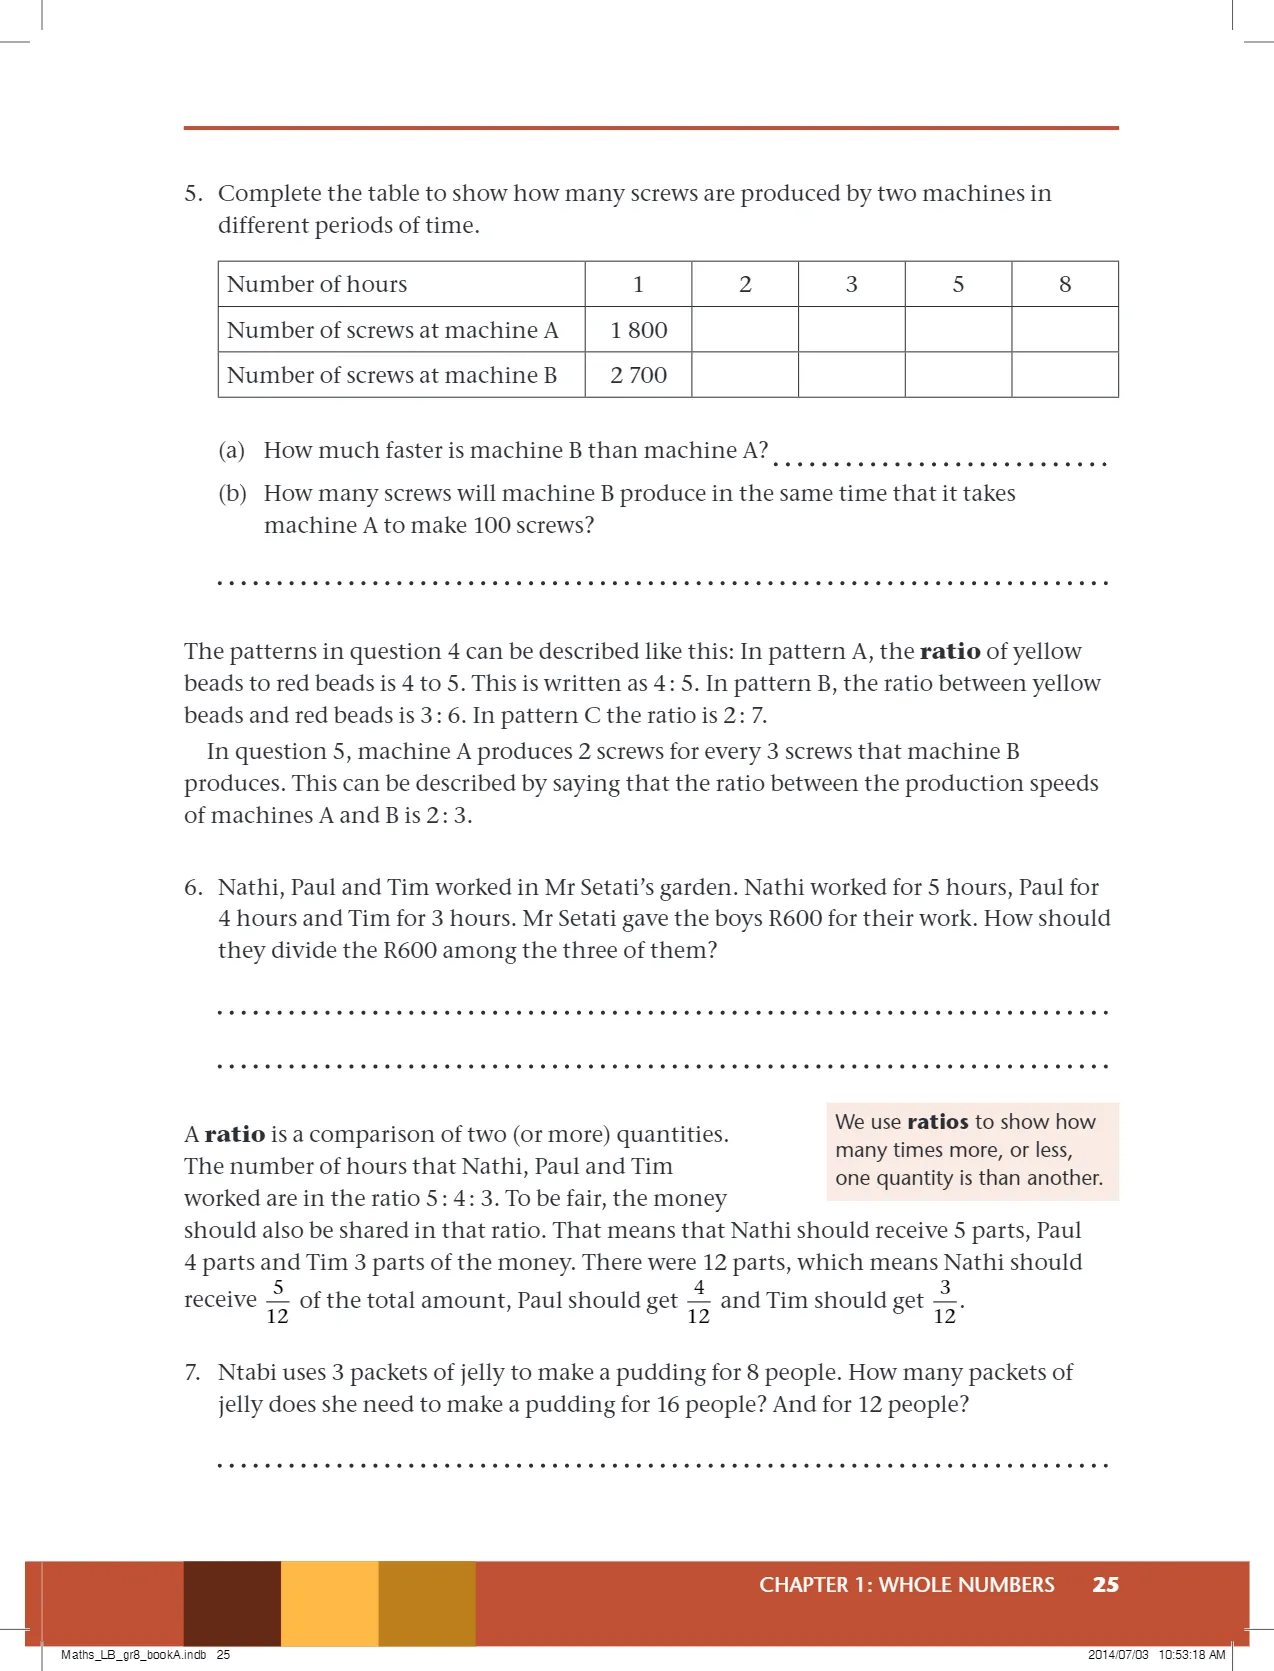 5. Complete the table to show how many screws are produced by two machines in
different periods of time.
Number of hours 1 2 3 5 8
Number of screws at machine A 1 800
Number of screws at machine B 2 700
(a) How much faster is machine B than machine A?
(b) How many screws will machine B produce in the same time that it takes
machine A to make 100 screws?
The patterns in question 4 can be described like this: In pattern A, the ratio of yellow
beads to red beads is 4 to 5. This is written as 4 : 5. In pattern B, the ratio between yellow
beads and red beads is 3 : 6. In pattern C the ratio is 2 : 7.
In question 5, machine A produces 2 screws for every 3 screws that machine B
produces. This can be described by saying that the ratio between the production speeds
of machines A and B is 2 : 3.
6. Nathi, Paul and Tim worked in Mr Setati’s garden. Nathi worked for 5 hours, Paul for
4 hours and Tim for 3 hours. Mr Setati gave the boys R600 for their work. How should
they divide the R600 among the three of them?
A ratio is a comparison of two (or more) quantities.
The number of hours that Nathi, Paul and Tim
worked are in the ratio 5 : 4 : 3. To be fair, the money
We use ratios to show how
many times more, or less,
one quantity is than another.
should also be shared in that ratio. That means that Nathi should receive 5 parts, Paul
4 parts and Tim 3 parts of the money. There were 12 parts, which means Nathi should
receive 5/12 of the total amount, Paul should get 4/12 and Tim should get 3/12.
7. Ntabi uses 3 packets of jelly to make a pudding for 8 people. How many packets of
jelly does she need to make a pudding for 16 people? And for 12 people?
CHAPTER 1: WHOLE NUMBERS 25
Maths_LB_gr8_bookA.indb 25 2014/07/03 10:53:18 AM